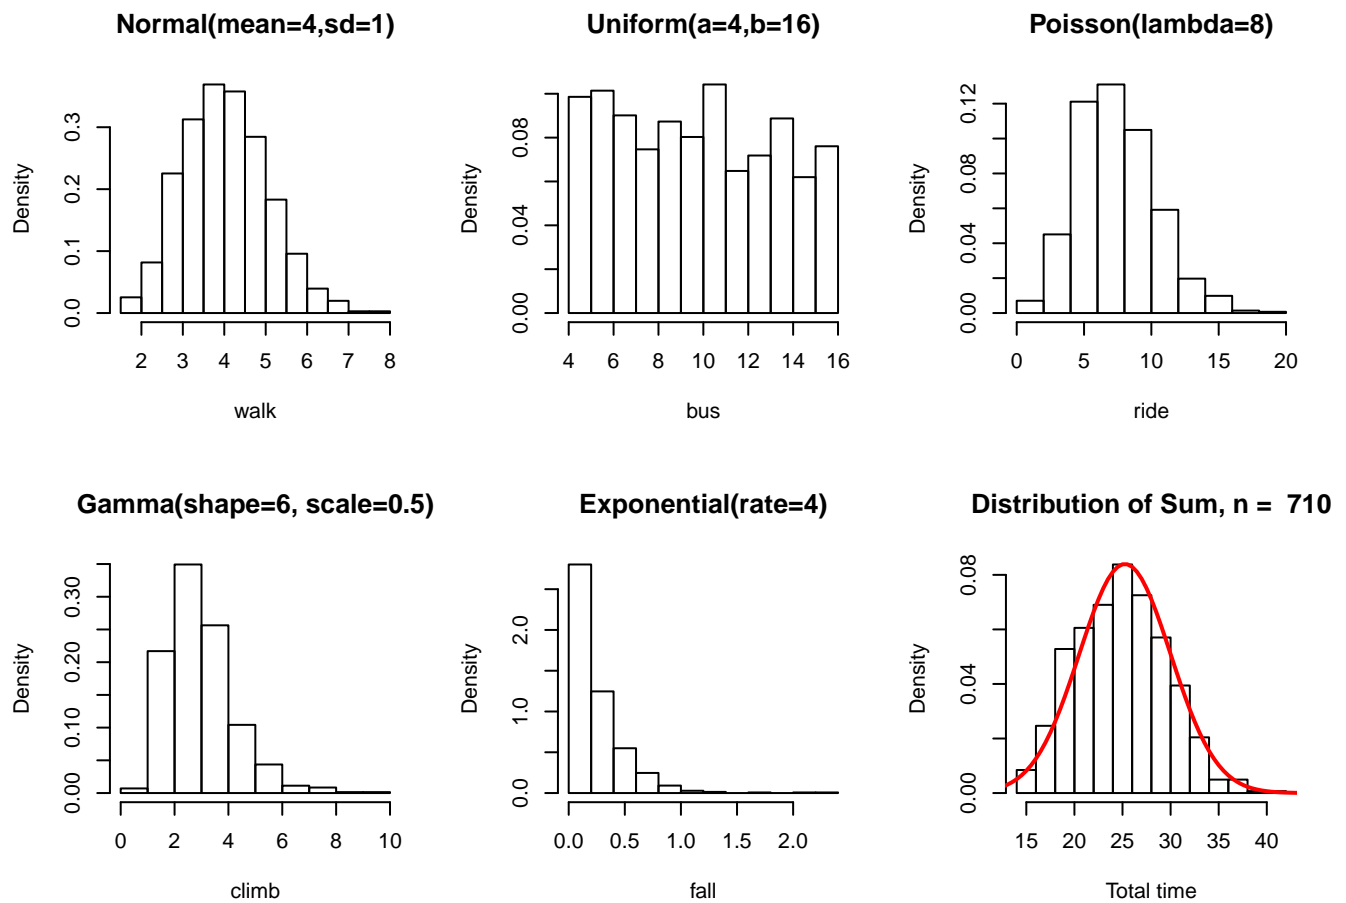 Normal(mean=4,sd=1)
Density
0.0 0.1 0.2 0.3
2 3 4 5 6 7 8
walk
Uniform(a=4,b=16)
Density
0.00 0.04 0.08
4 6 8 10 12 14 16
bus
Poisson(lambda=8)
Density
0.00 0.04 0.08 0.12
0 5 10 15 20
ride
Gamma(shape=6, scale=0.5)
Density
0.00 0.10 0.20 0.30
0 2 4 6 8 10
climb
Exponential(rate=4)
Density
0.0 1.0 2.0
0.0 0.5 1.0 1.5 2.0
fall
Distribution of Sum, n =  710
Density
0.00 0.04 0.08
15 20 25 30 35 40
Total time